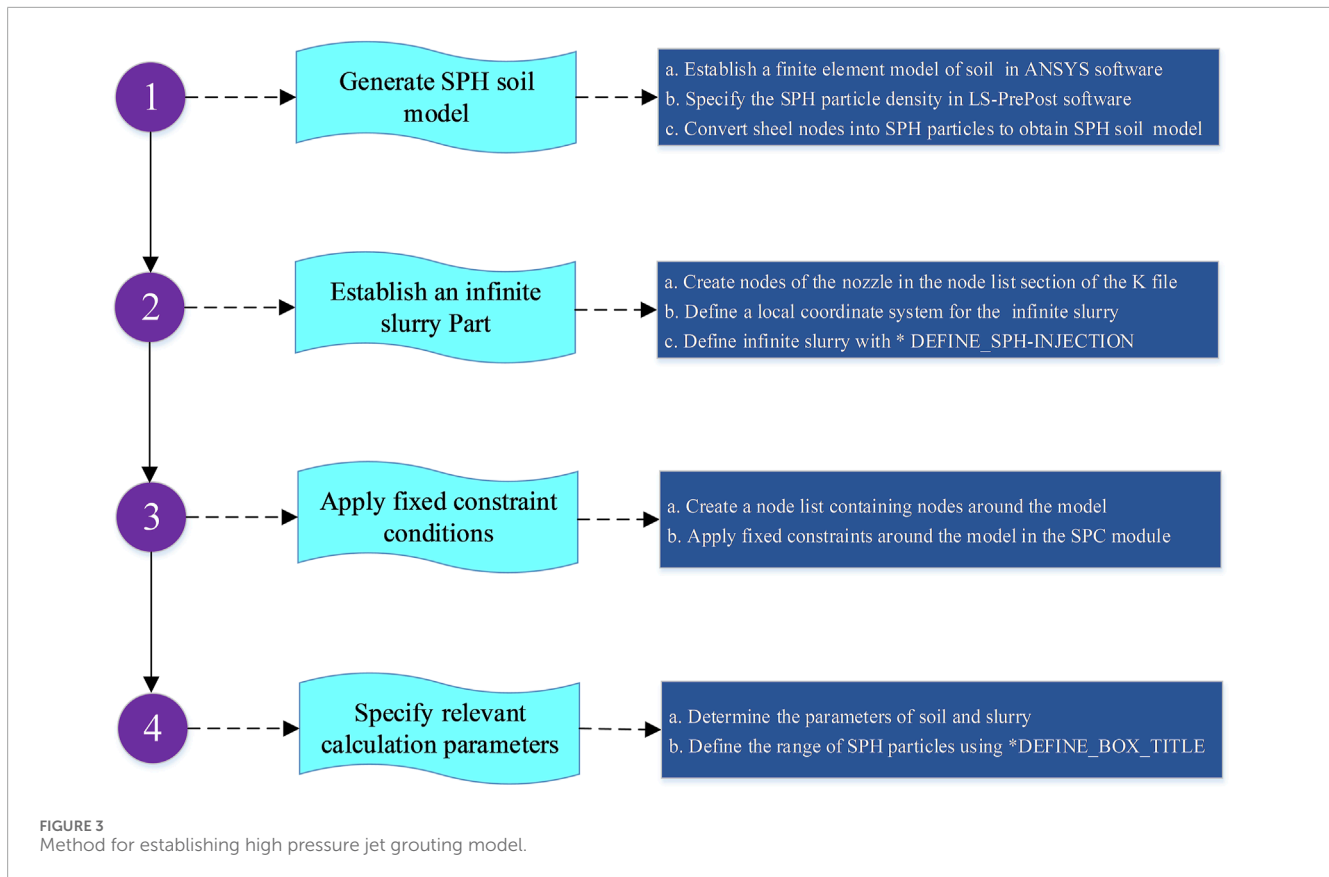 1
Generate SPH soil
model
a. Establish a finite element model of soil in ANSYS software
b. Specify the SPH particle density in LS-PrePost software
c. Convert sheel nodes into SPH particles to obtain SPH soil model
2
Establish an infinite
slurry Part
a. Create nodes of the nozzle in the node list section of the K file
b. Define a local coordinate system for the infinite slurry
c. Define infinite slurry with * DEFINE_SPH-INJECTION
3
Apply fixed constraint
conditions
a. Create a node list containing nodes around the model
b. Apply fixed constraints around the model in the SPC module
4
Specify relevant
calculation parameters
a. Determine the parameters of soil and slurry
b. Define the range of SPH particles using *DEFINE_BOX_TITLE
FIGURE 3
Method for establishing high pressure jet grouting model.